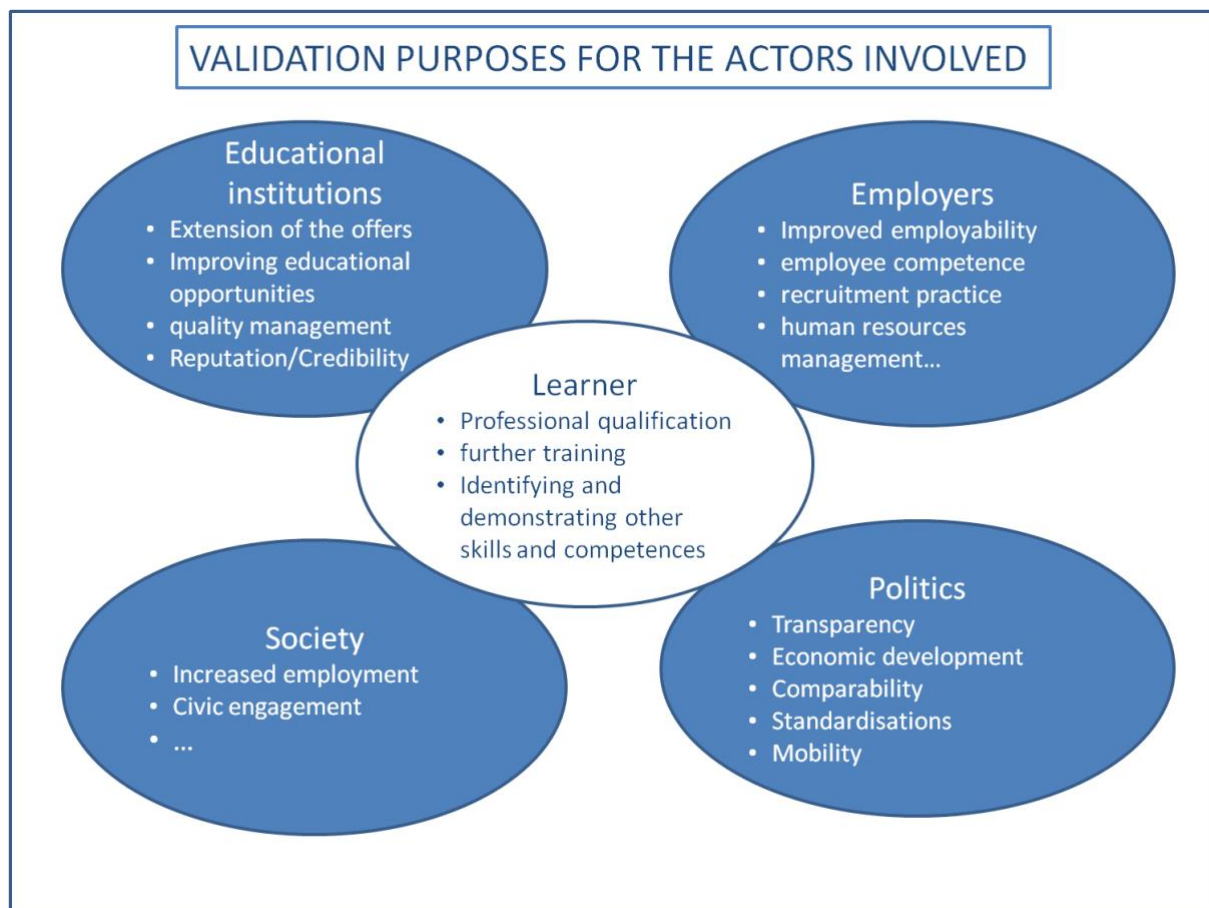 VALIDATION PURPOSES FOR THE ACTORS INVOLVED
Educational
institutions
• Extension of the offers
• Improving educational
opportunities
• quality management
• Reputation/Credibility
Employers
• Improved employability
• employee competence
• recruitment practice
• human resources
management...
Learner
• Professional qualification
• further training
• Identifying and
demonstrating other
skills and competences
Society
• Increased employment
• Civic engagement
• ...
Politics
• Transparency
• Economic development
• Comparability
• Standardisations
• Mobility